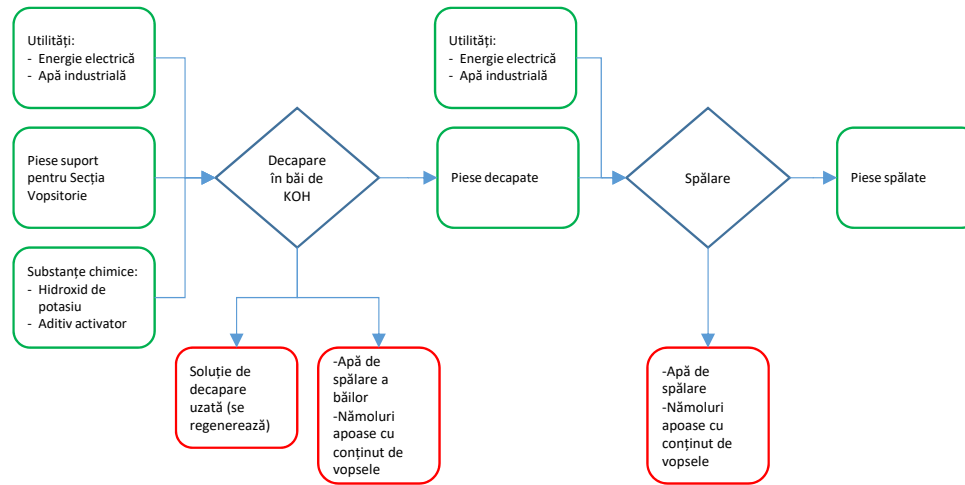 Utilități:
- Energie electrică
- Apă industrială
Piese suport
pentru Secția
Vopsitorie
Substanțe chimice:
- Hidroxid de
potasiu
- Aditiv activator
Decapare
în băi de
KOH
Soluție de
decapare
uzată (se
regenerează)
-Apă de
spălare a
băilor
-Nămoluri
apoase cu
conținut de
vopsele
Utilități:
- Energie electrică
- Apă industrială
Piese decapate
Spălare
-Apă de
spălare
-Nămoluri
apoase cu
conținut de
vopsele
Piese spălate